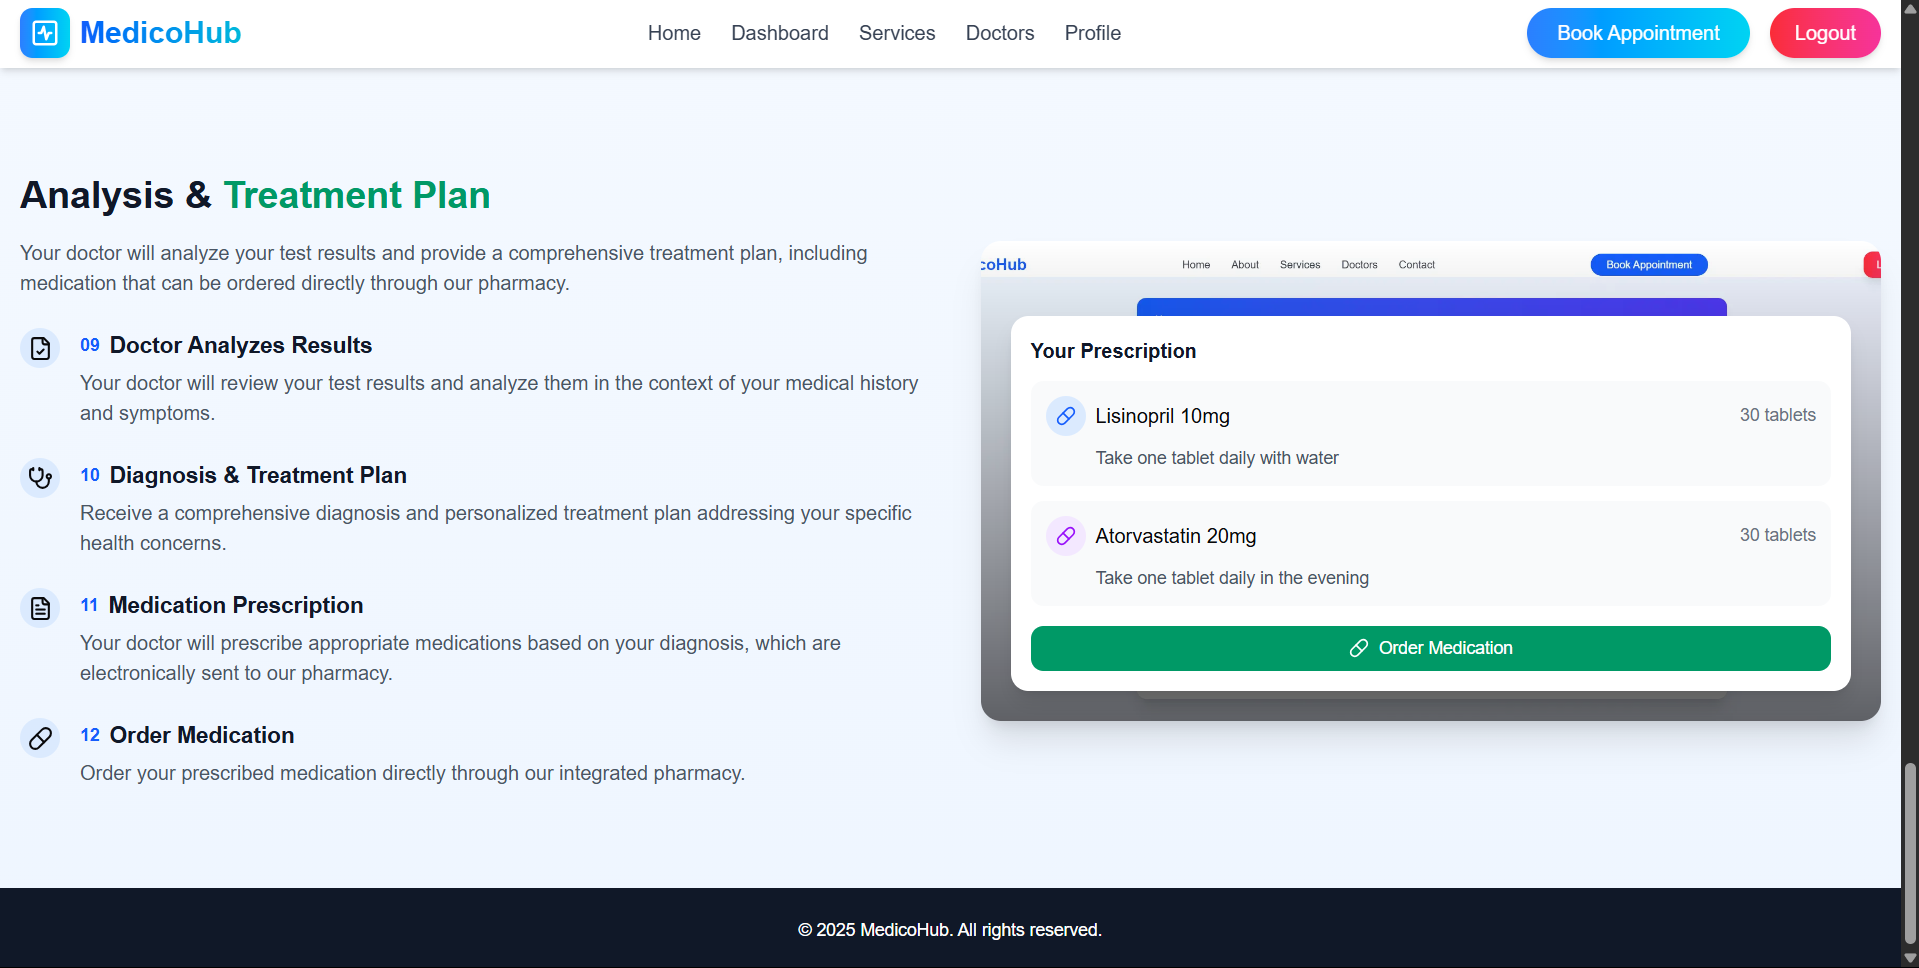 MedicoHub
Home Dashboard Services Doctors Profile
Book Appointment Logout
Analysis & Treatment Plan
Your doctor will analyze your test results and provide a comprehensive treatment plan, including
medication that can be ordered directly through our pharmacy.
09 Doctor Analyzes Results
Your doctor will review your test results and analyze them in the context of your medical history
and symptoms.
10 Diagnosis & Treatment Plan
Receive a comprehensive diagnosis and personalized treatment plan addressing your specific
health concerns.
11 Medication Prescription
Your doctor will prescribe appropriate medications based on your diagnosis, which are
electronically sent to our pharmacy.
12 Order Medication
Order your prescribed medication directly through our integrated pharmacy.
coHub Home About Services Doctors Contact Book Appointment
Your Prescription
Lisinopril 10mg 30 tablets
Take one tablet daily with water
Atorvastatin 20mg 30 tablets
Take one tablet daily in the evening
Order Medication
© 2025 MedicoHub. All rights reserved.